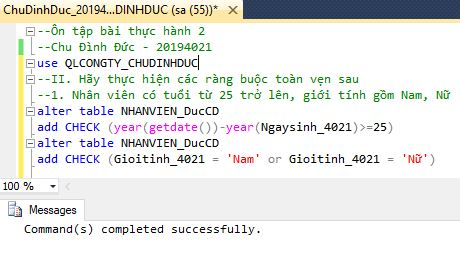 ChuDinhDuc_20194...DINHDUC (sa (55))* ×
--Ôn tập bài thực hành 2
--Chu Đình Đức - 20194021
use QLCONGTY_CHUDINHDUC
--II. Hãy thực hiện các ràng buộc toàn vẹn sau
--1. Nhân viên có tuổi từ 25 trở lên, giới tính gồm Nam, Nữ
alter table NHANVIEN_DucCD
add CHECK (year(getdate())-year(Ngaysinh_4021)>=25)
alter table NHANVIEN_DucCD
add CHECK (Gioitinh_4021 = 'Nam' or Gioitinh_4021 = 'Nữ')
100 %
Messages
Command(s) completed successfully.